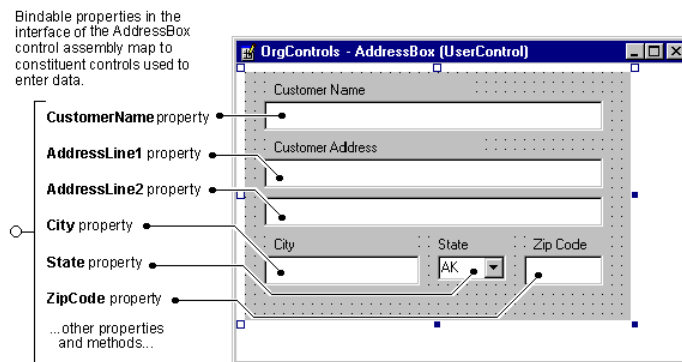 Bindable properties in the
interface of the AddressBox
control assembly map to
constituent controls used to
enter data.
CustomerName property
AddressLine1 property
AddressLine2 property
City property
State property
ZipCode property
...other properties
and methods...
OrgControls - AddressBox (UserControl)
Customer Name
Customer Address
City State Zip Code
AK